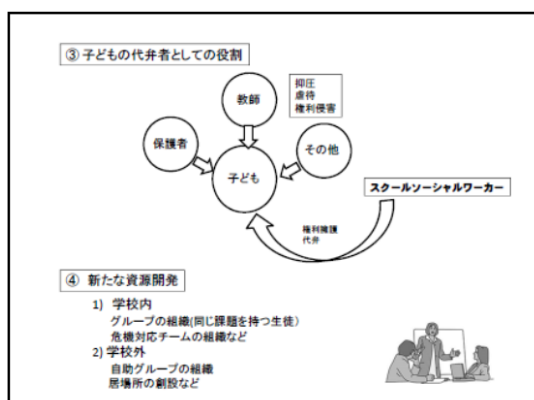 ③子どもの代弁者としての役割
教師
抑圧
虐待
権利侵害
保護者
その他
子ども
スクールソーシャルワーカー
権利擁護
代弁
④ 新たな資源開発
1) 学校内
グループの組織(同じ課題を持つ生徒)
危機対応チームの組織など
2) 学校外
自助グループの組織
居場所の創設など